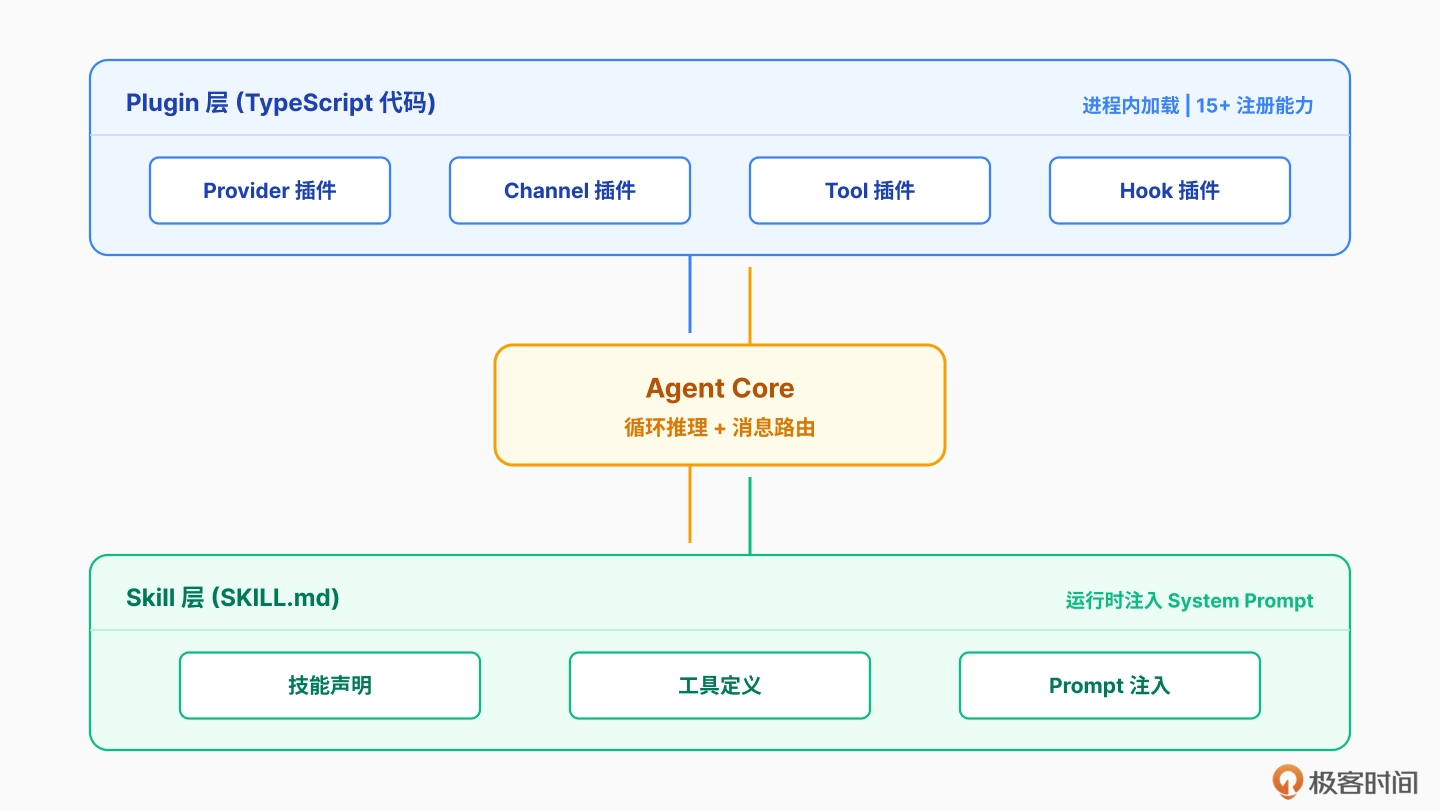 Plugin 层 (TypeScript 代码)
进程内加载 | 15+ 注册能力
Provider 插件
Channel 插件
Tool 插件
Hook 插件
Agent Core
循环推理 + 消息路由
Skill 层 (SKILL.md)
运行时注入 System Prompt
技能声明
工具定义
Prompt 注入
极客时间